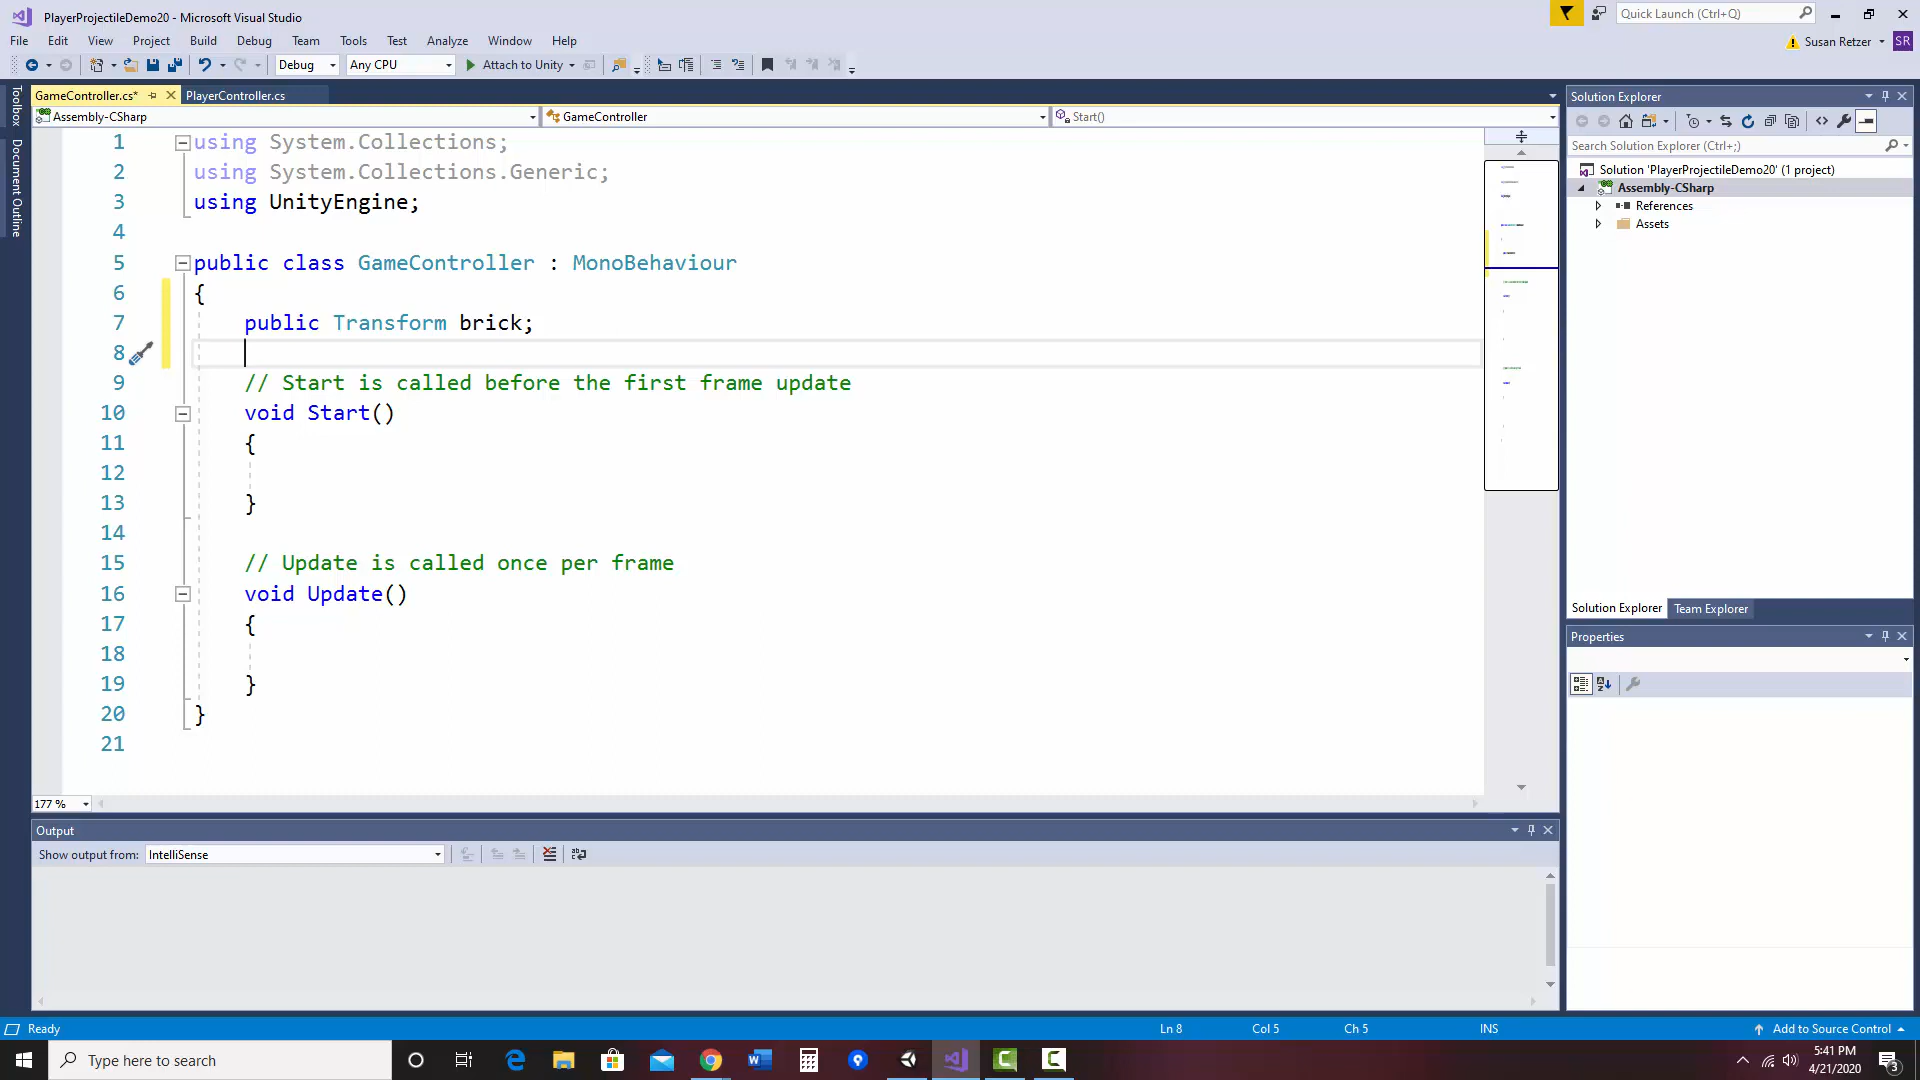 PlayerProjectileDemo20 - Microsoft Visual Studio
Quick Launch (Ctrl+Q)
File Edit View Project Build Debug Team Tools Test Analyze Window Help
Susan Retzer SR
Debug Any CPU Attach to Unity
Toolbox
Document Outline
GameController.cs* PlayerController.cs
Assembly-CSharp GameController Start()
1 using System.Collections;
2 using System.Collections.Generic;
3 using UnityEngine;
4
5 public class GameController : MonoBehaviour
6 {
7 public Transform brick;
8
9 // Start is called before the first frame update
10 void Start()
11 {
12
13 }
14
15 // Update is called once per frame
16 void Update()
17 {
18
19 }
20 }
21
177 %
Solution Explorer
Search Solution Explorer (Ctrl+;)
Solution 'PlayerProjectileDemo20' (1 project)
Assembly-CSharp
References
Assets
Solution Explorer Team Explorer
Properties
Output
Show output from: IntelliSense
Ready Ln 8 Col 5 Ch 5 INS Add to Source Control
Type here to search
5:41 PM
4/21/2020
3